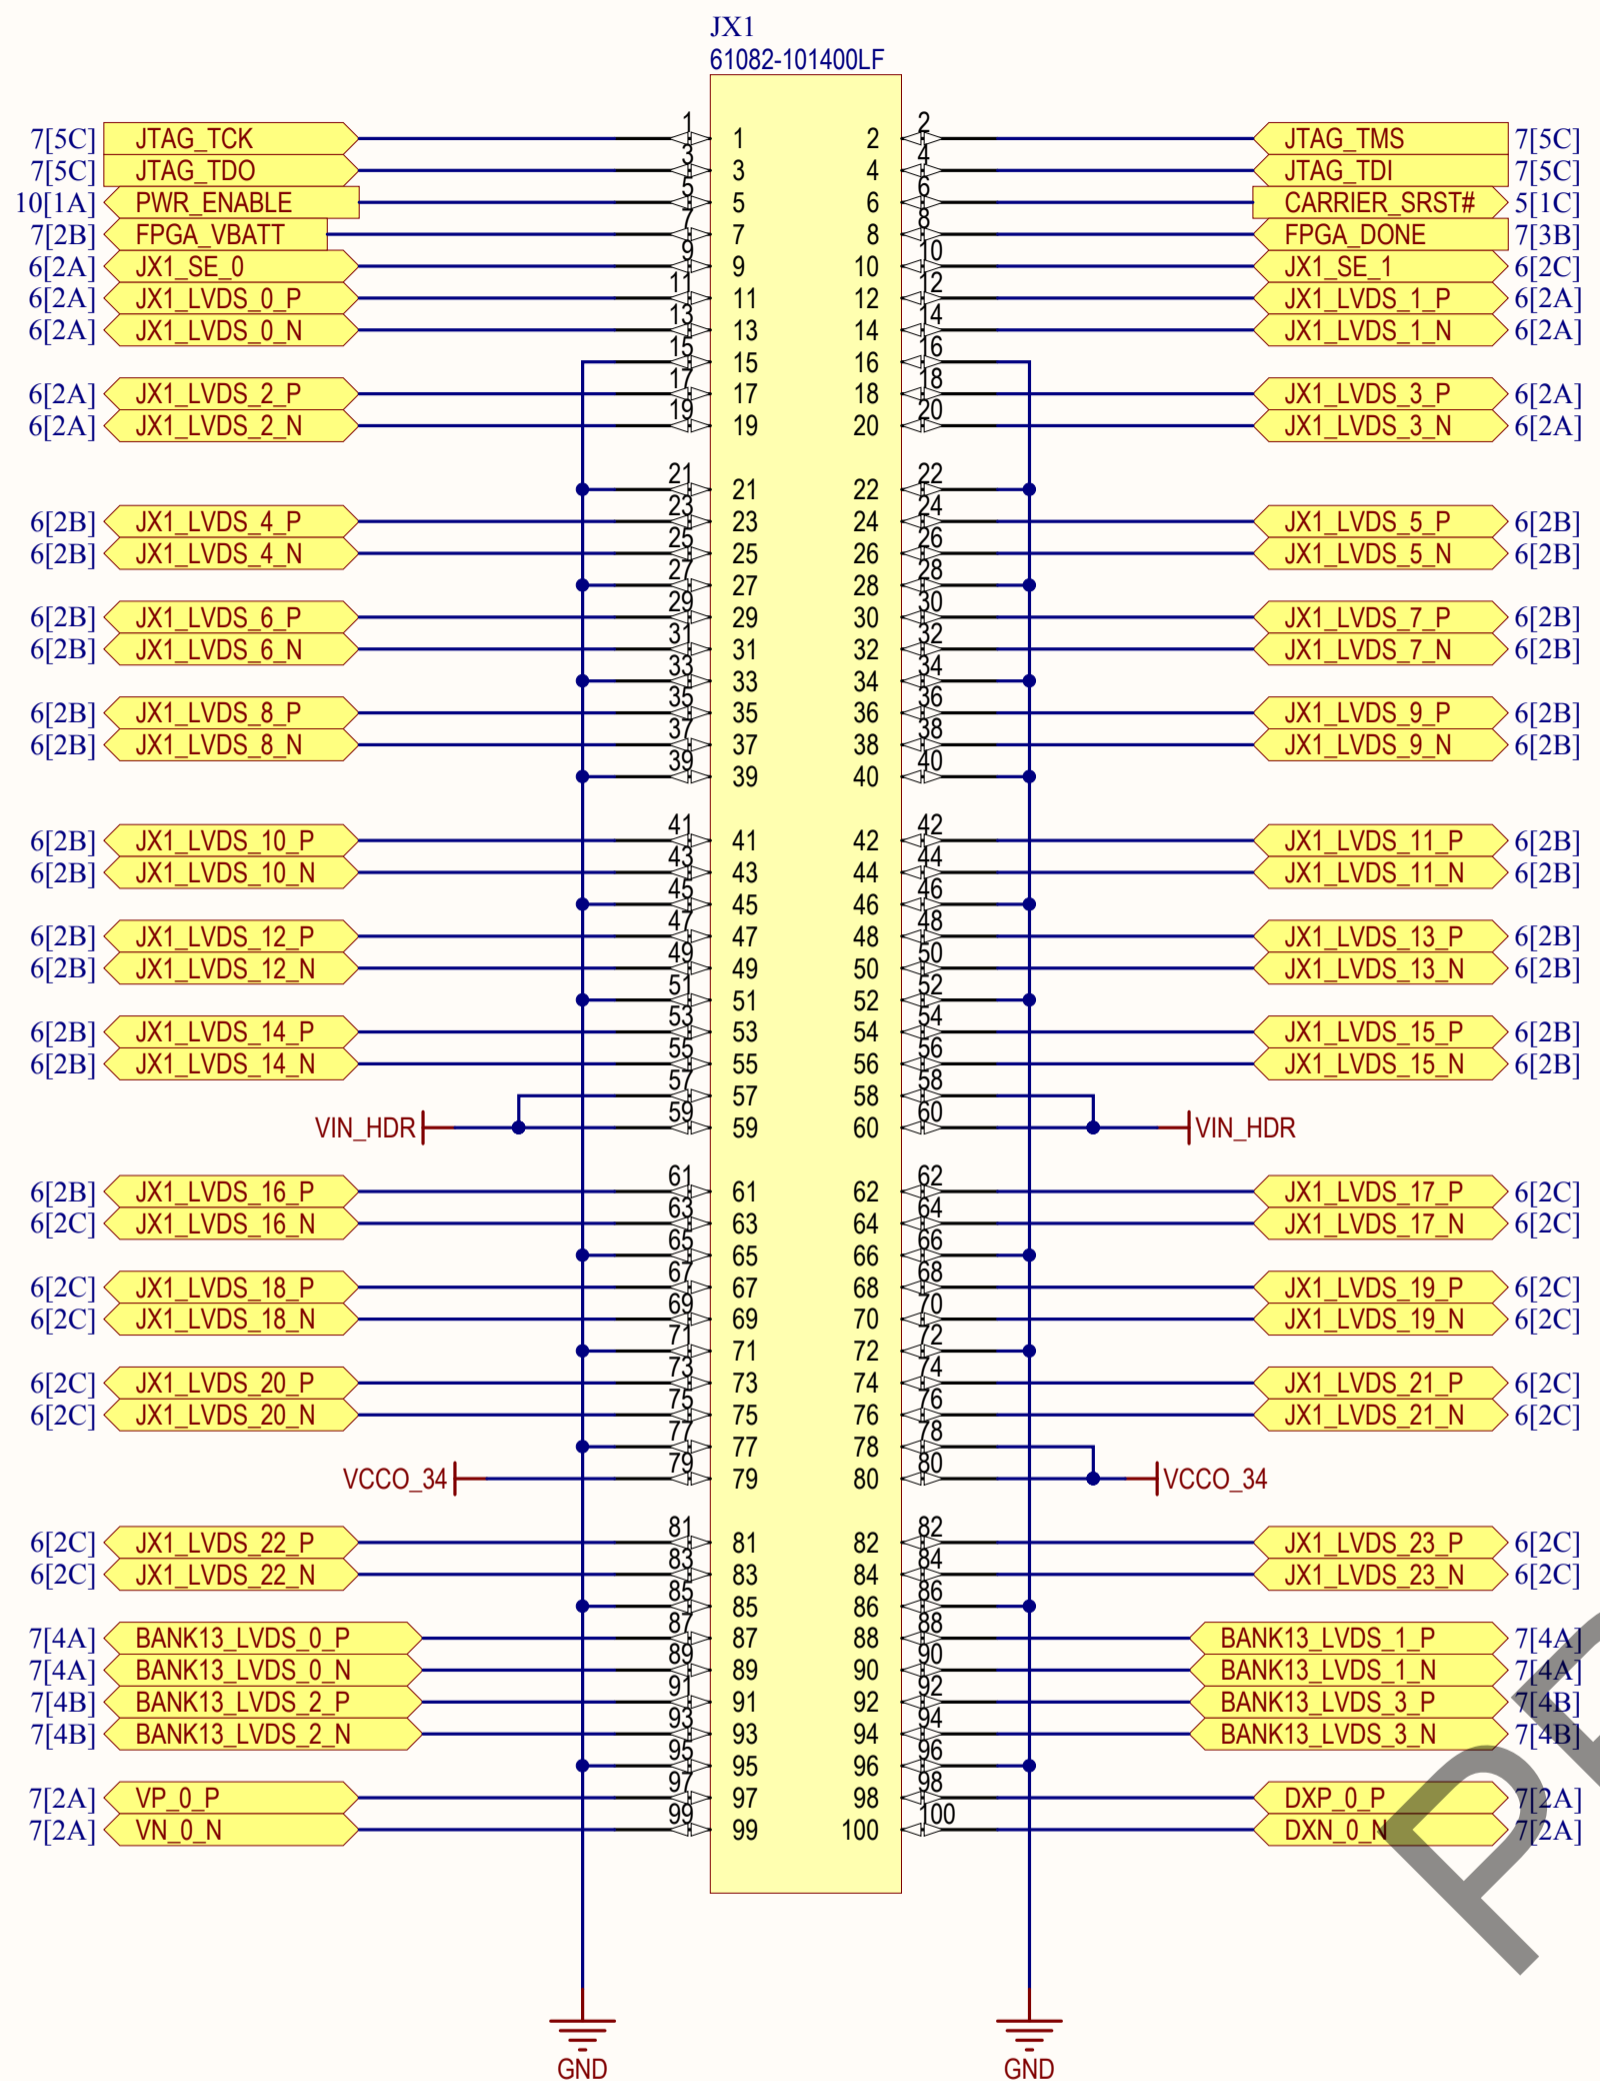 JX1
61082-101400LF
7[5C] JTAG_TCK 1 1 2 2 JTAG_TMS 7[5C]
7[5C] JTAG_TDO 3 3 4 4 JTAG_TDI 7[5C]
10[1A] PWR_ENABLE 5 5 6 6 CARRIER_SRST# 5[1C]
7[2B] FPGA_VBATT 7 7 8 8 FPGA_DONE 7[3B]
6[2A] JX1_SE_0 9 9 10 10 JX1_SE_1 6[2C]
6[2A] JX1_LVDS_0_P 11 11 12 12 JX1_LVDS_1_P 6[2A]
6[2A] JX1_LVDS_0_N 13 13 14 14 JX1_LVDS_1_N 6[2A]
15 15 16 16
6[2A] JX1_LVDS_2_P 17 17 18 18 JX1_LVDS_3_P 6[2A]
6[2A] JX1_LVDS_2_N 19 19 20 20 JX1_LVDS_3_N 6[2A]
21 21 22 22
6[2B] JX1_LVDS_4_P 23 23 24 24 JX1_LVDS_5_P 6[2B]
6[2B] JX1_LVDS_4_N 25 25 26 26 JX1_LVDS_5_N 6[2B]
27 27 28 28
6[2B] JX1_LVDS_6_P 29 29 30 30 JX1_LVDS_7_P 6[2B]
6[2B] JX1_LVDS_6_N 31 31 32 32 JX1_LVDS_7_N 6[2B]
33 33 34 34
6[2B] JX1_LVDS_8_P 35 35 36 36 JX1_LVDS_9_P 6[2B]
6[2B] JX1_LVDS_8_N 37 37 38 38 JX1_LVDS_9_N 6[2B]
39 39 40 40
6[2B] JX1_LVDS_10_P 41 41 42 42 JX1_LVDS_11_P 6[2B]
6[2B] JX1_LVDS_10_N 43 43 44 44 JX1_LVDS_11_N 6[2B]
45 45 46 46
6[2B] JX1_LVDS_12_P 47 47 48 48 JX1_LVDS_13_P 6[2B]
6[2B] JX1_LVDS_12_N 49 49 50 50 JX1_LVDS_13_N 6[2B]
51 51 52 52
6[2B] JX1_LVDS_14_P 53 53 54 54 JX1_LVDS_15_P 6[2B]
6[2B] JX1_LVDS_14_N 55 55 56 56 JX1_LVDS_15_N 6[2B]
57 57 58 58
VIN_HDR 59 59 60 60 VIN_HDR
6[2B] JX1_LVDS_16_P 61 61 62 62 JX1_LVDS_17_P 6[2C]
6[2C] JX1_LVDS_16_N 63 63 64 64 JX1_LVDS_17_N 6[2C]
65 65 66 66
6[2C] JX1_LVDS_18_P 67 67 68 68 JX1_LVDS_19_P 6[2C]
6[2C] JX1_LVDS_18_N 69 69 70 70 JX1_LVDS_19_N 6[2C]
71 71 72 72
6[2C] JX1_LVDS_20_P 73 73 74 74 JX1_LVDS_21_P 6[2C]
6[2C] JX1_LVDS_20_N 75 75 76 76 JX1_LVDS_21_N 6[2C]
77 77 78 78
VCCO_34 79 79 80 80 VCCO_34
6[2C] JX1_LVDS_22_P 81 81 82 82 JX1_LVDS_23_P 6[2C]
6[2C] JX1_LVDS_22_N 83 83 84 84 JX1_LVDS_23_N 6[2C]
85 85 86 86
7[4A] BANK13_LVDS_0_P 87 87 88 88 BANK13_LVDS_1_P 7[4A]
7[4A] BANK13_LVDS_0_N 89 89 90 90 BANK13_LVDS_1_N 7[4A]
7[4B] BANK13_LVDS_2_P 91 91 92 92 BANK13_LVDS_3_P 7[4B]
7[4B] BANK13_LVDS_2_N 93 93 94 94 BANK13_LVDS_3_N 7[4B]
95 95 96 96
7[2A] VP_0_P 97 97 98 98 DXP_0_P 7[2A]
7[2A] VN_0_N 99 99 100 100 DXN_0_N 7[2A]
GND GND